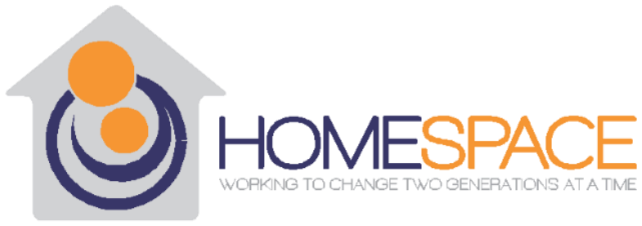 HOMESPACE
WORKING TO CHANGE TWO GENERATIONS AT A TIME